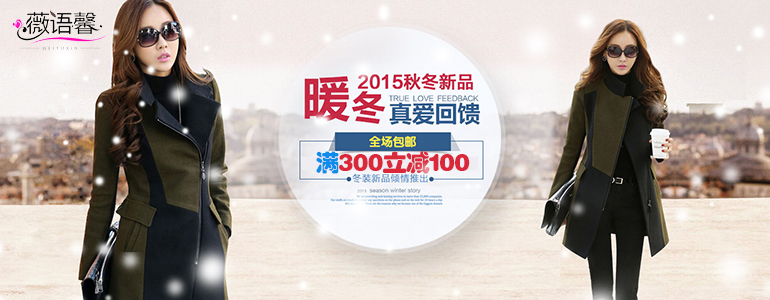 薇语馨
WEIYUXIN
暖冬
2015秋冬新品
TRUE LOVE FEEDBACK
真爱回馈
全场包邮
满300立减100
冬装新品倾情推出
season winter story